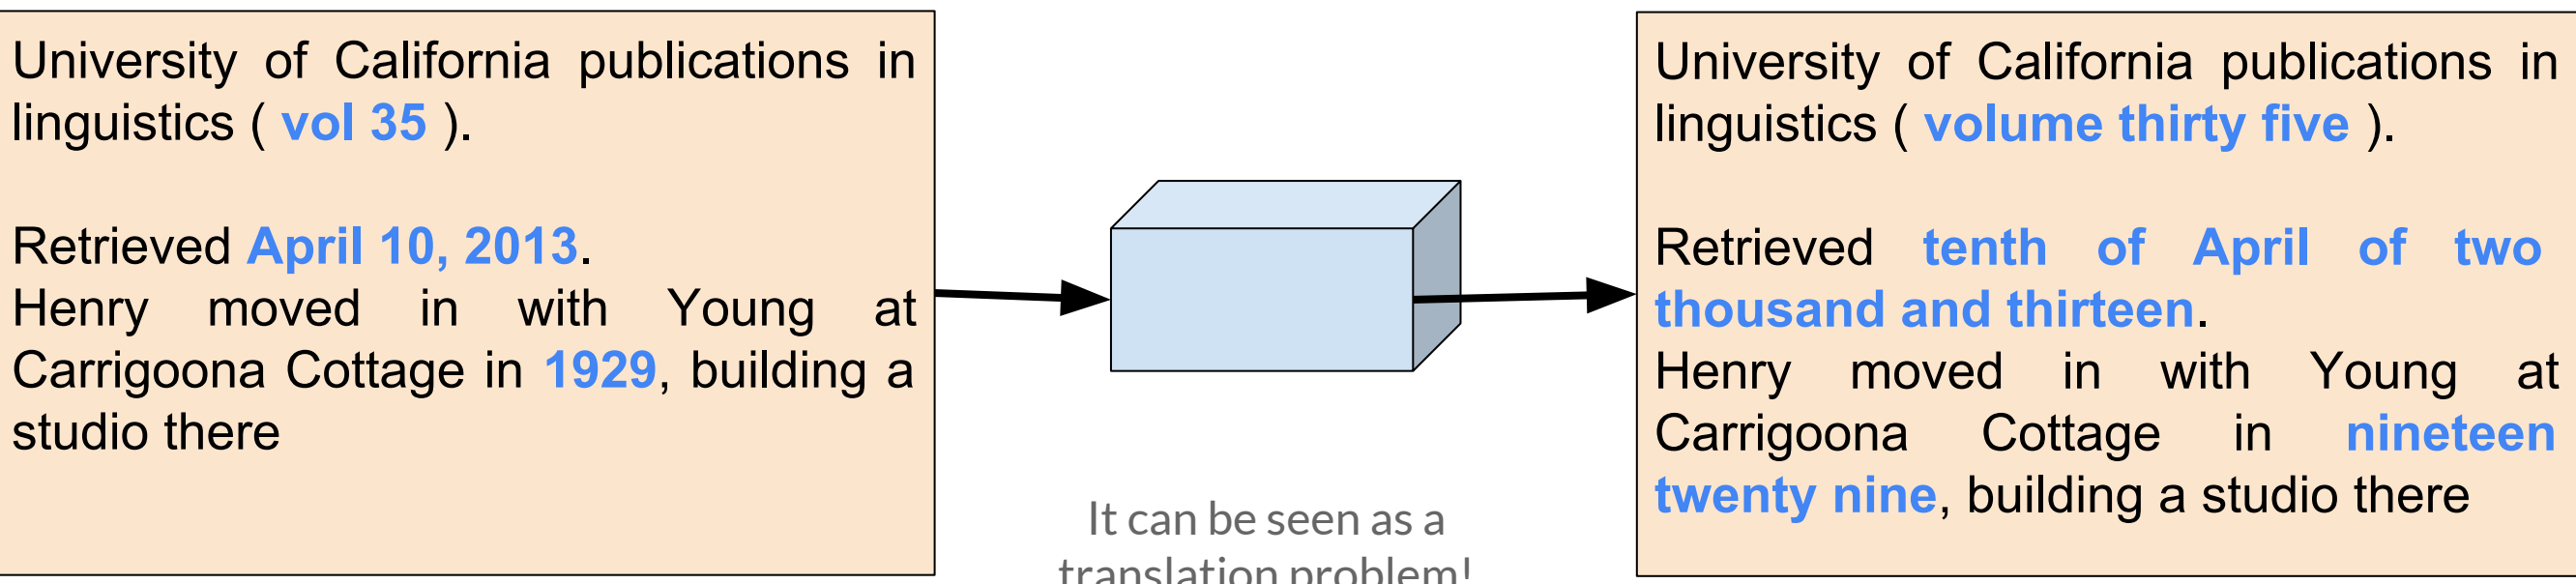 University of California publications in
linguistics ( vol 35 ).
Retrieved April 10, 2013.
Henry moved in with Young at
Carrigoona Cottage in 1929, building a
studio there
It can be seen as a
translation problem!
University of California publications in
linguistics ( volume thirty five ).
Retrieved tenth of April of two
thousand and thirteen.
Henry moved in with Young at
Carrigoona Cottage in nineteen
twenty nine, building a studio there